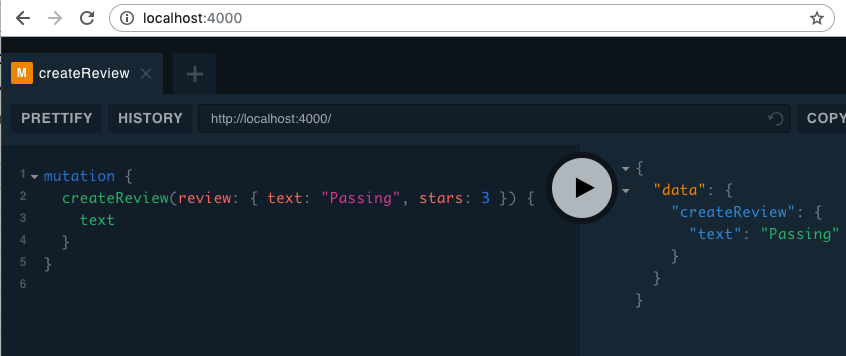 localhost:4000
M createReview
PRETTIFY HISTORY http://localhost:4000/ COPY
1 mutation {
2 createReview(review: { text: "Passing", stars: 3 }) {
3 text
4 }
5 }
6
{
"data": {
"createReview": {
"text": "Passing"
}
}
}